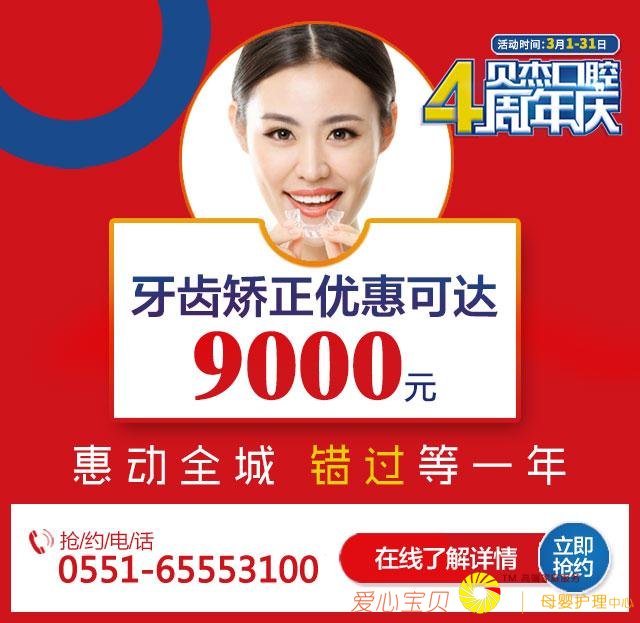 活动时间:3月1-31日
贝杰口腔
4周年庆
牙齿矫正优惠可达
9000元
惠动全城 错过等一年
抢/约/电/话
0551-65553100
在线了解详情
立即
抢约
爱心宝贝
母婴护理中心